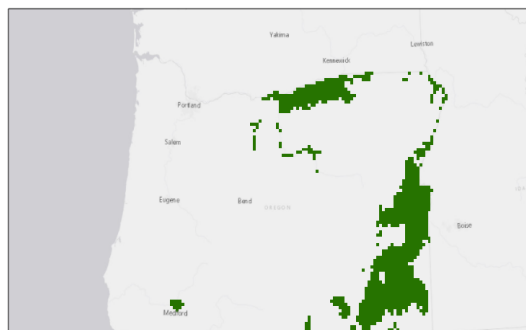 Yakima
Lewiston
Kennewick
Portland
Salem
Eugene
Bend
OREGON
Boise
Medford